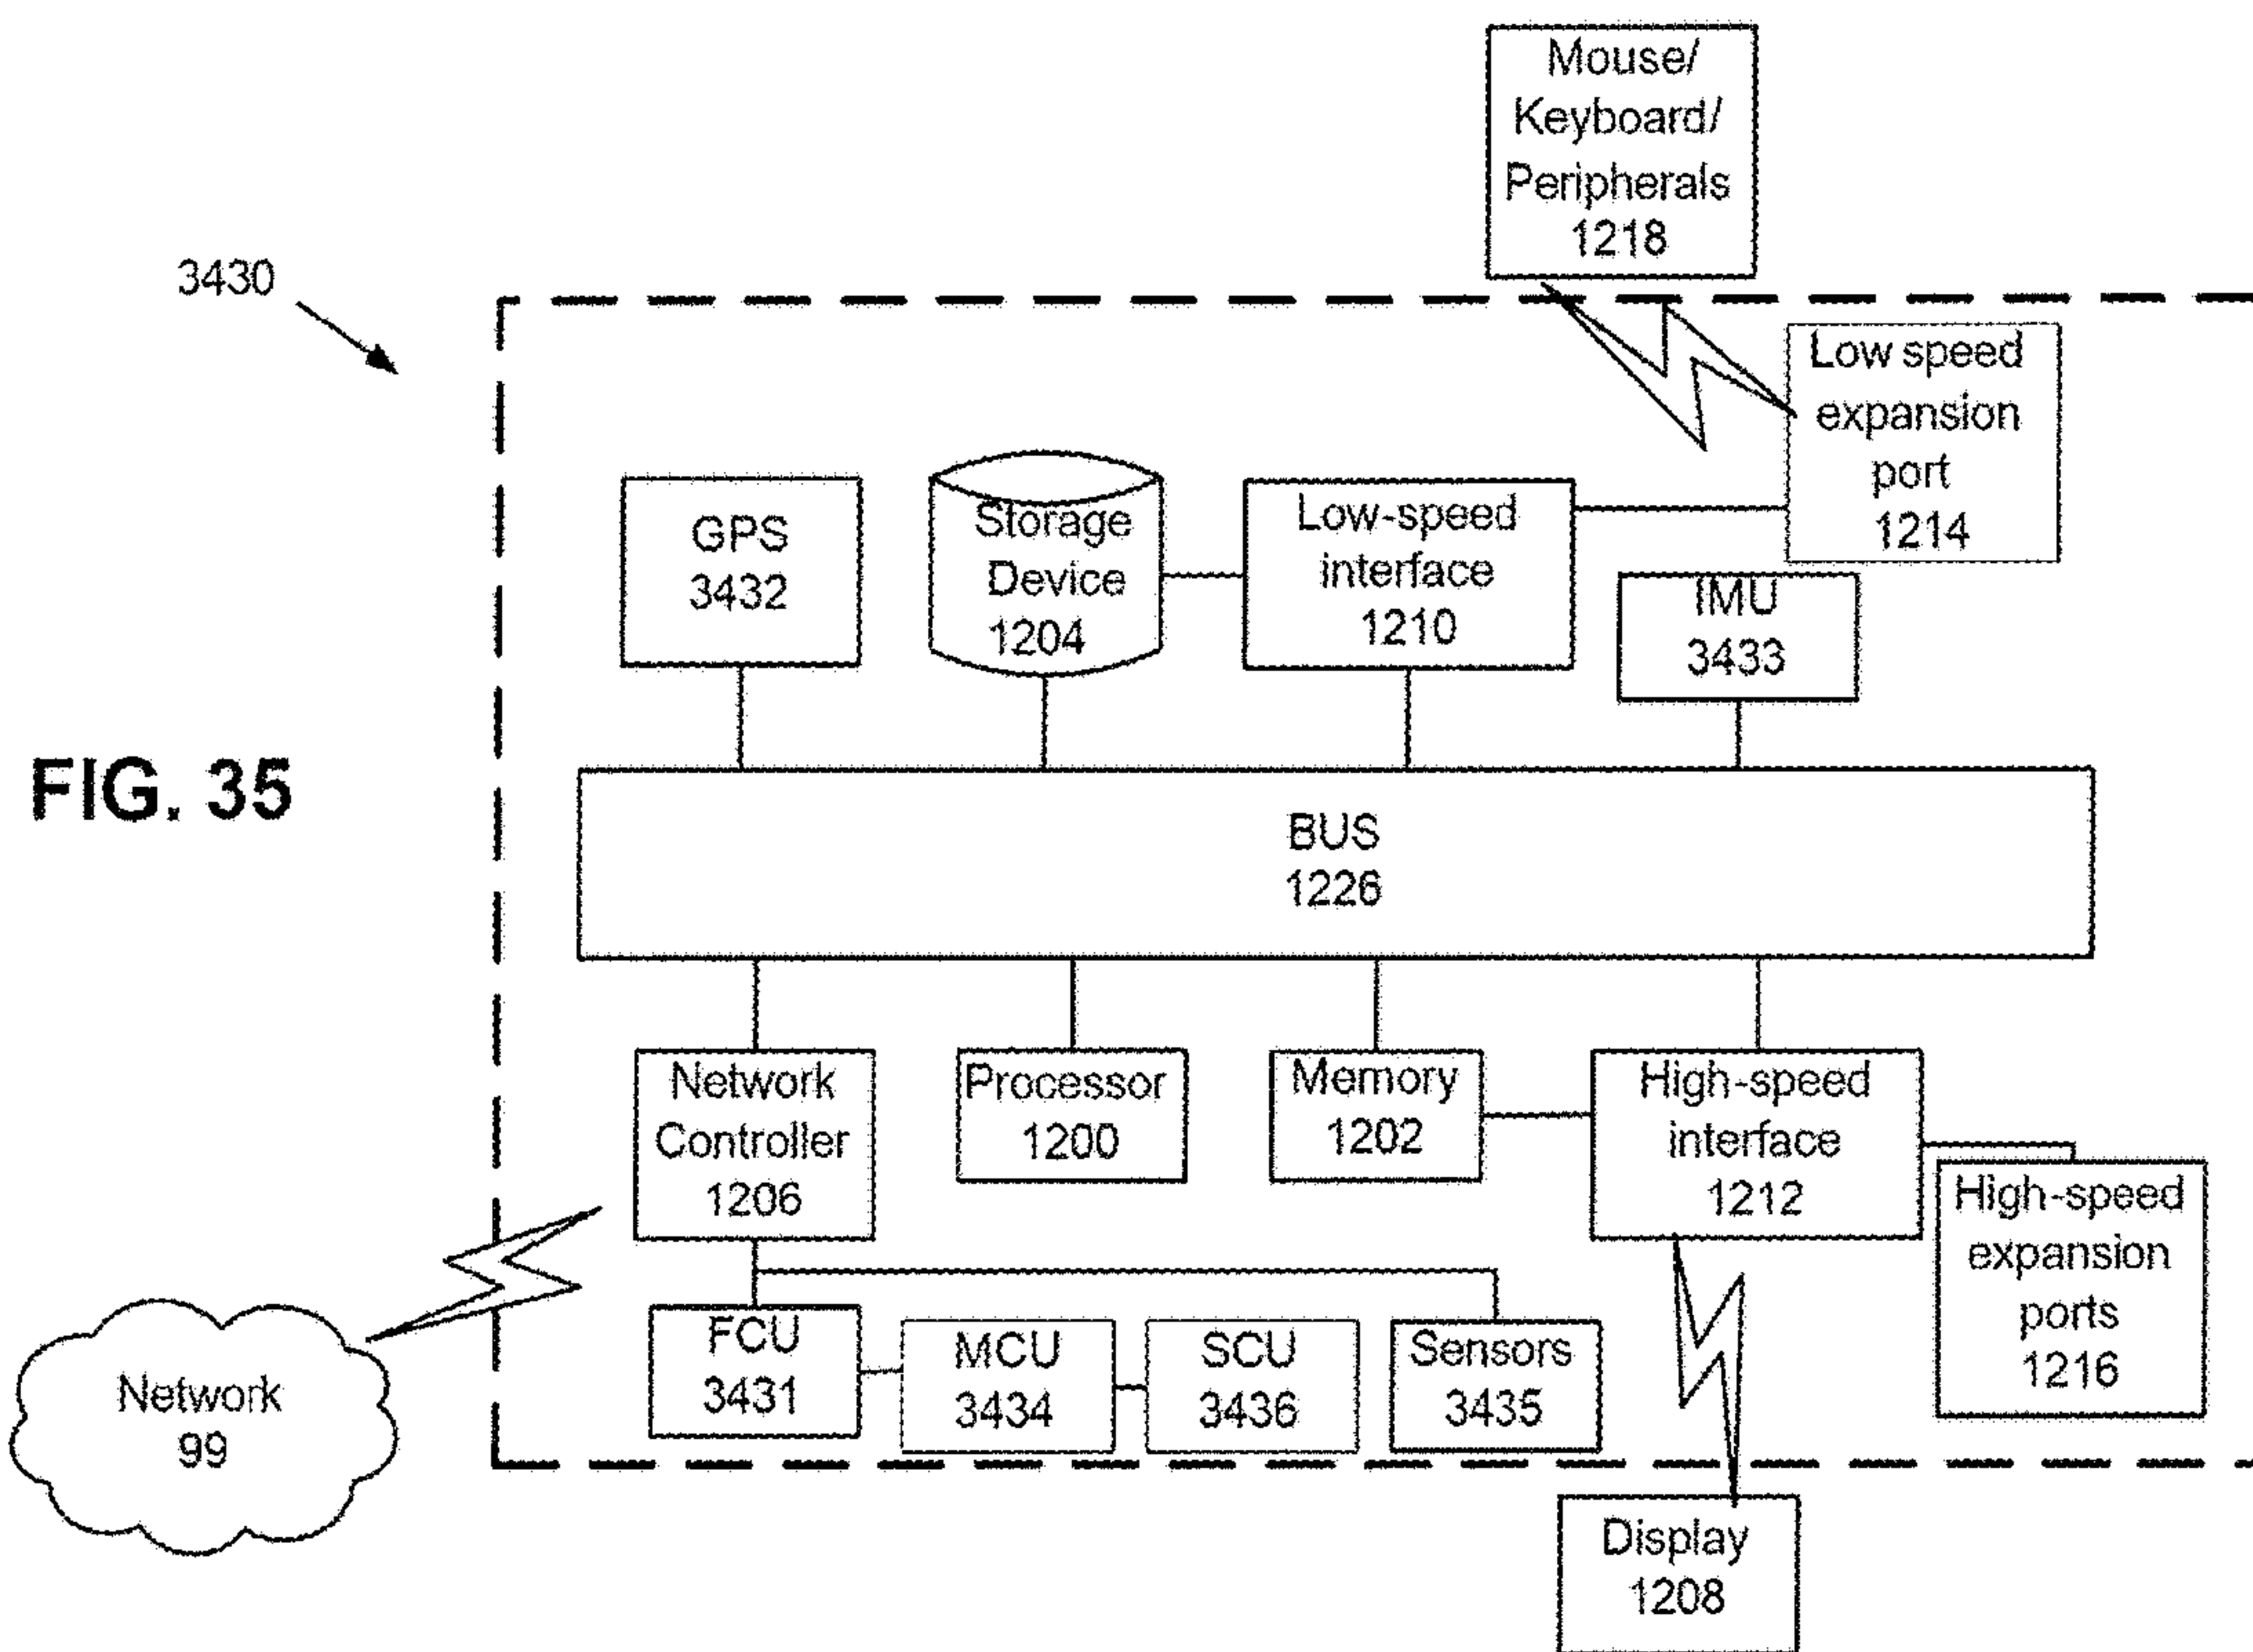 Mouse/
Keyboard/
Peripherals
1218
3430
Low speed
expansion
port
1214
GPS
3432
Storage
Device
1204
Low-speed
interface
1210
IMU
3433
FIG. 35
BUS
1226
Network
Controller
1206
Processor
1200
Memory
1202
High-speed
interface
1212
High-speed
expansion
ports
1216
FCU
3431
MCU
3434
SCU
3436
Sensors
3435
Network
99
Display
1208